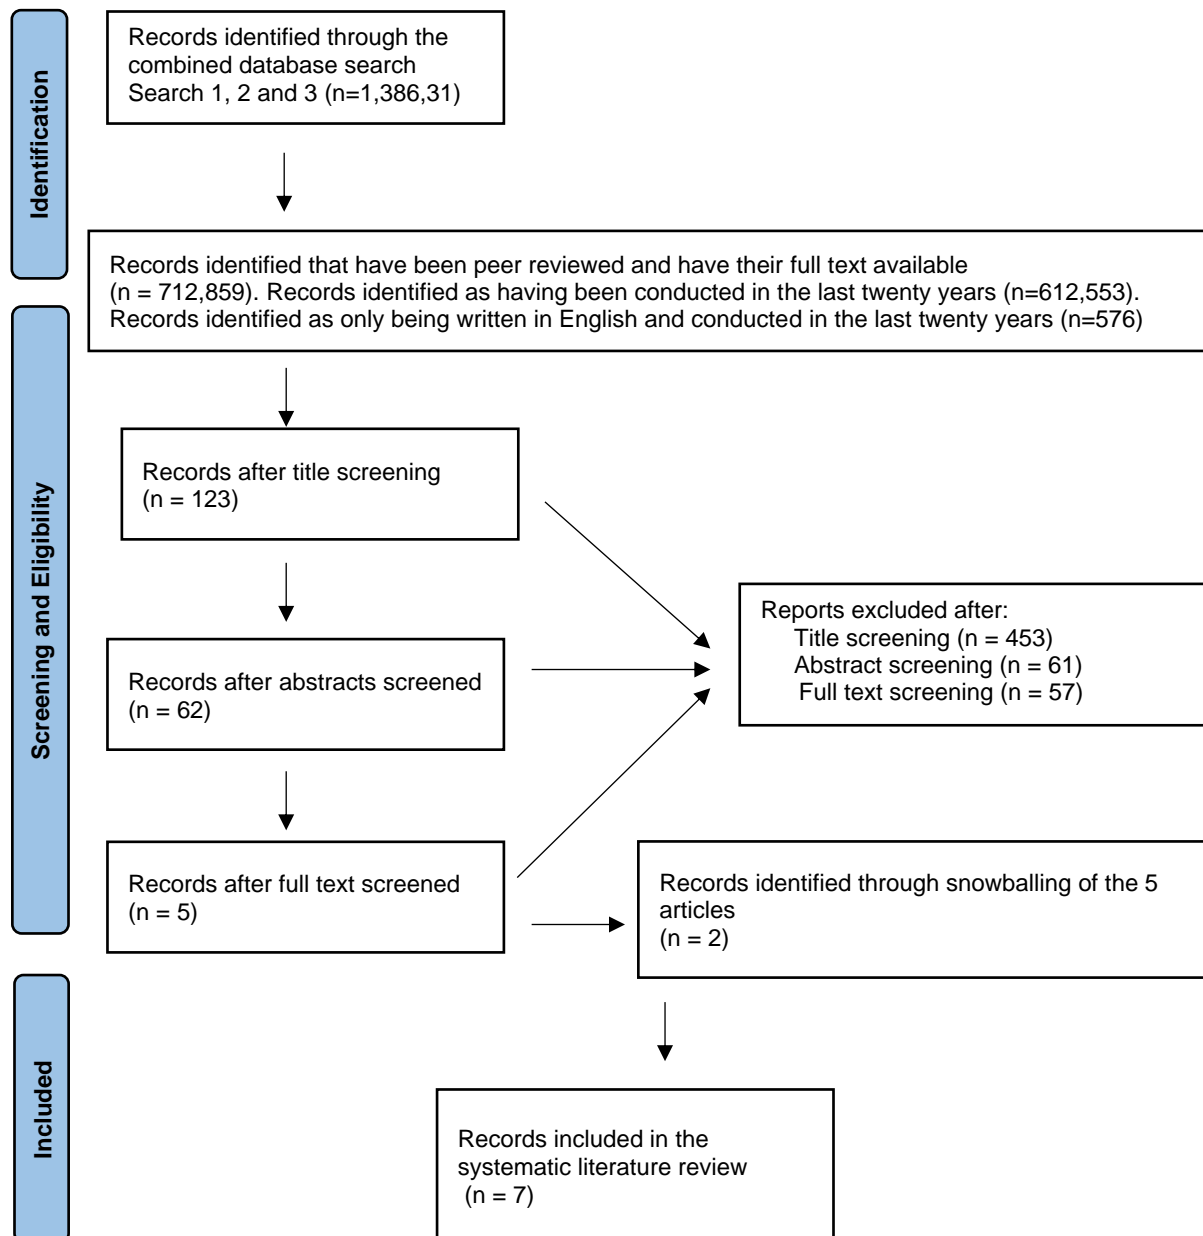 Identification
Records identified through the
combined database search
Search 1, 2 and 3 (n=1,386,31)
Records identified that have been peer reviewed and have their full text available
(n = 712,859). Records identified as having been conducted in the last twenty years (n=612,553).
Records identified as only being written in English and conducted in the last twenty years (n=576)
Screening and Eligibility
Records after title screening
(n = 123)
Reports excluded after:
Title screening (n = 453)
Abstract screening (n = 61)
Full text screening (n = 57)
Records after abstracts screened
(n = 62)
Records after full text screened
(n = 5)
Records identified through snowballing of the 5
articles
(n = 2)
Included
Records included in the
systematic literature review
(n = 7)